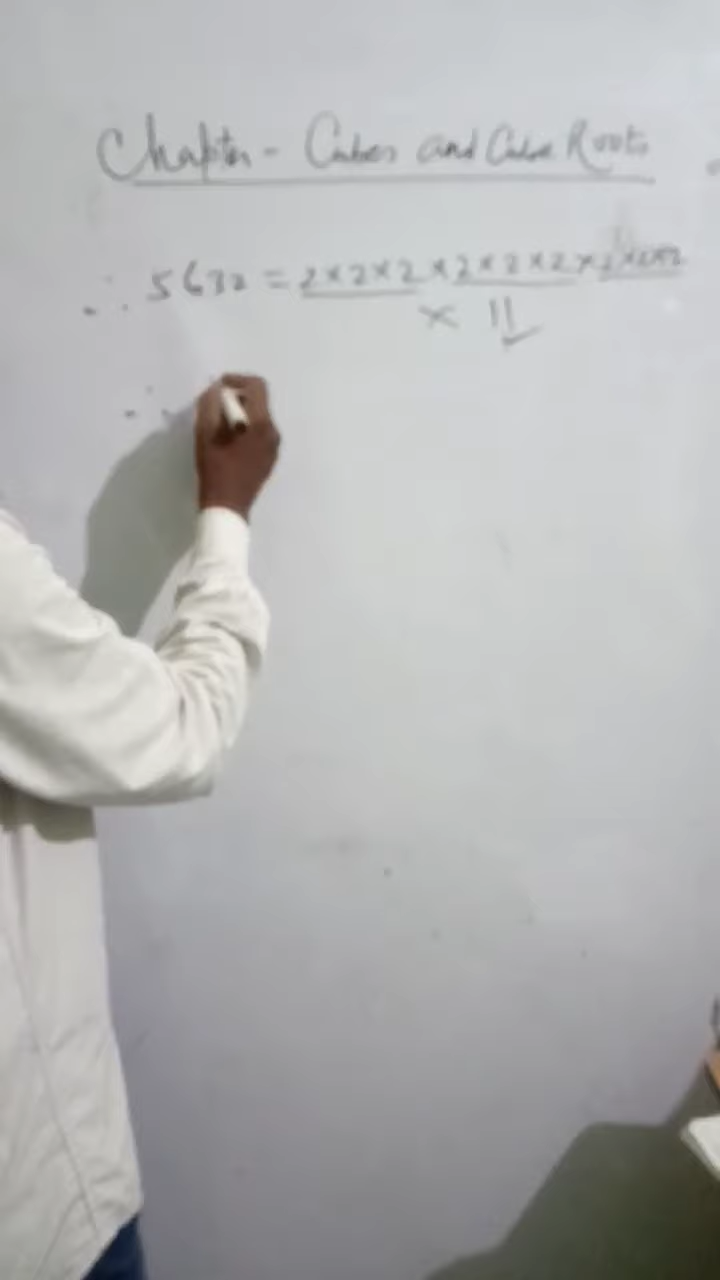 Chapter - Cubes and Cube Roots
∴ 5632 = 2×2×2×2×2×2×2×2×2
× 11 ✓
∴